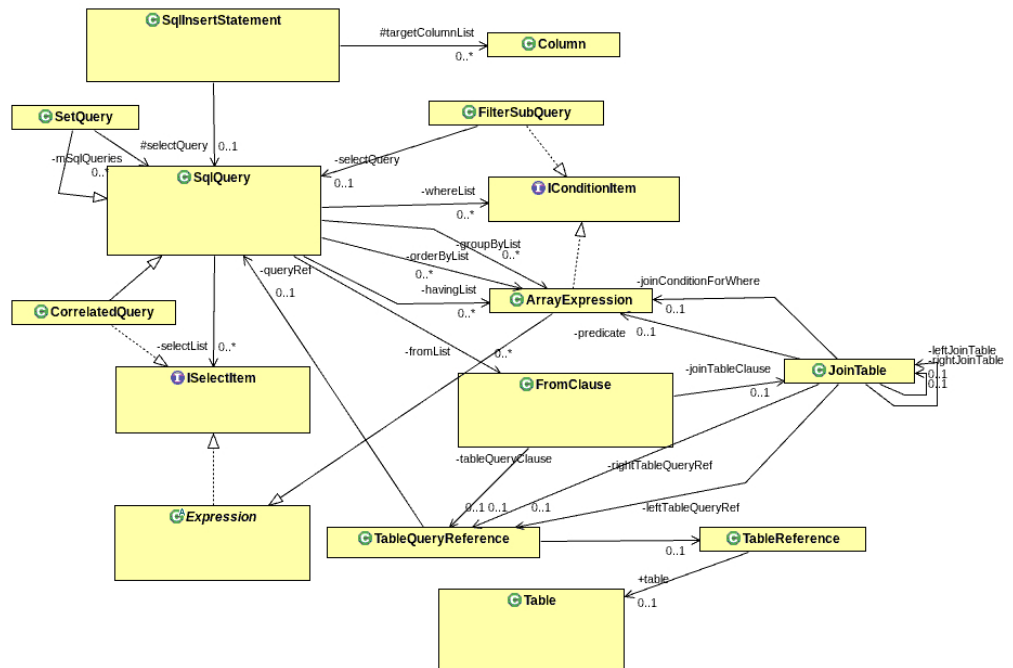 C SqlInsertStatement
#targetColumnList
0..*
C Column
C SetQuery
C FilterSubQuery
#selectQuery
0..1
-mSqlQueries
0..*
-selectQuery
0..1
C SqlQuery
I IConditionItem
-whereList
0..*
-groupByList
0..*
-orderByList
0..*
-queryRef
0..1
-havingList
0..*
C ArrayExpression
-joinConditionForWhere
0..1
C CorrelatedQuery
-selectList
0..*
-fromList
0..*
-predicate
0..1
-leftJoinTable
-rightJoinTable
0..1
0..1
I ISelectItem
C FromClause
-joinTableClause
0..1
C JoinTable
-tableQueryClause
-rightTableQueryRef
0..1
0..1
0..1
-leftTableQueryRef
CA Expression
C TableQueryReference
0..1
C TableReference
+table
0..1
C Table